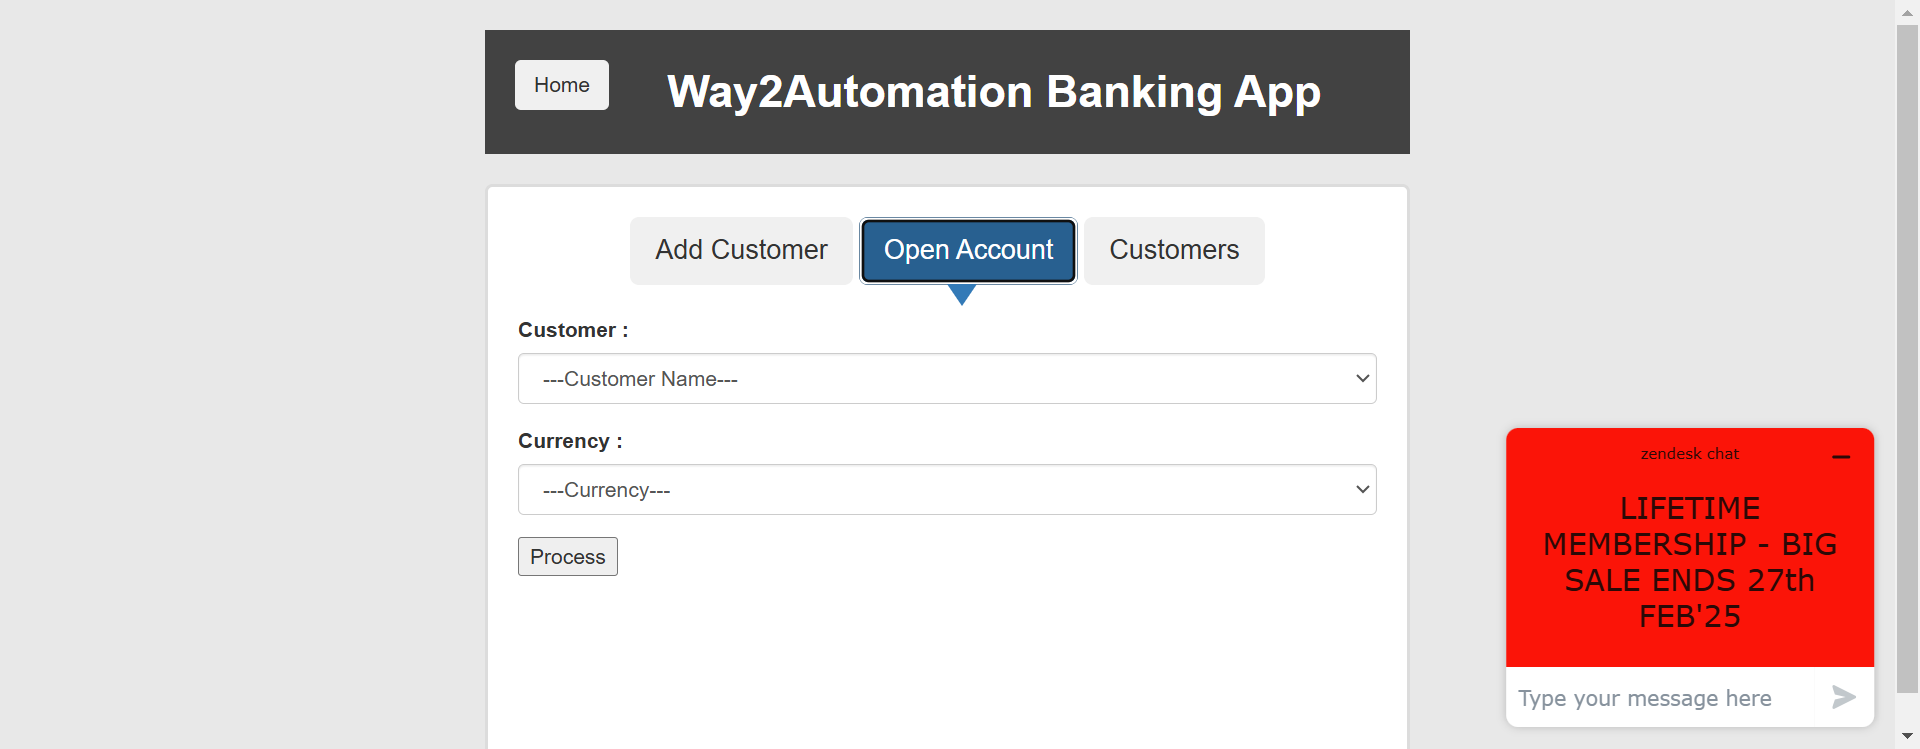 Home
Way2Automation Banking App
Add Customer
Open Account
Customers
Customer :
---Customer Name---
Currency :
---Currency---
Process
zendesk chat
LIFETIME
MEMBERSHIP - BIG
SALE ENDS 27th
FEB'25
Type your message here